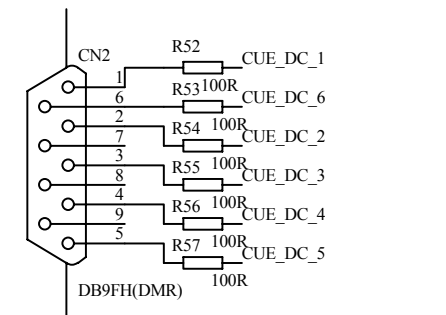 CN2
R52
CUE_DC_1
1
R53 100R
CUE_DC_6
6
2
R54 100R
CUE_DC_2
7
3
R55 100R
CUE_DC_3
8
4
R56 100R
CUE_DC_4
9
5
R57 100R
CUE_DC_5
100R
DB9FH(DMR)